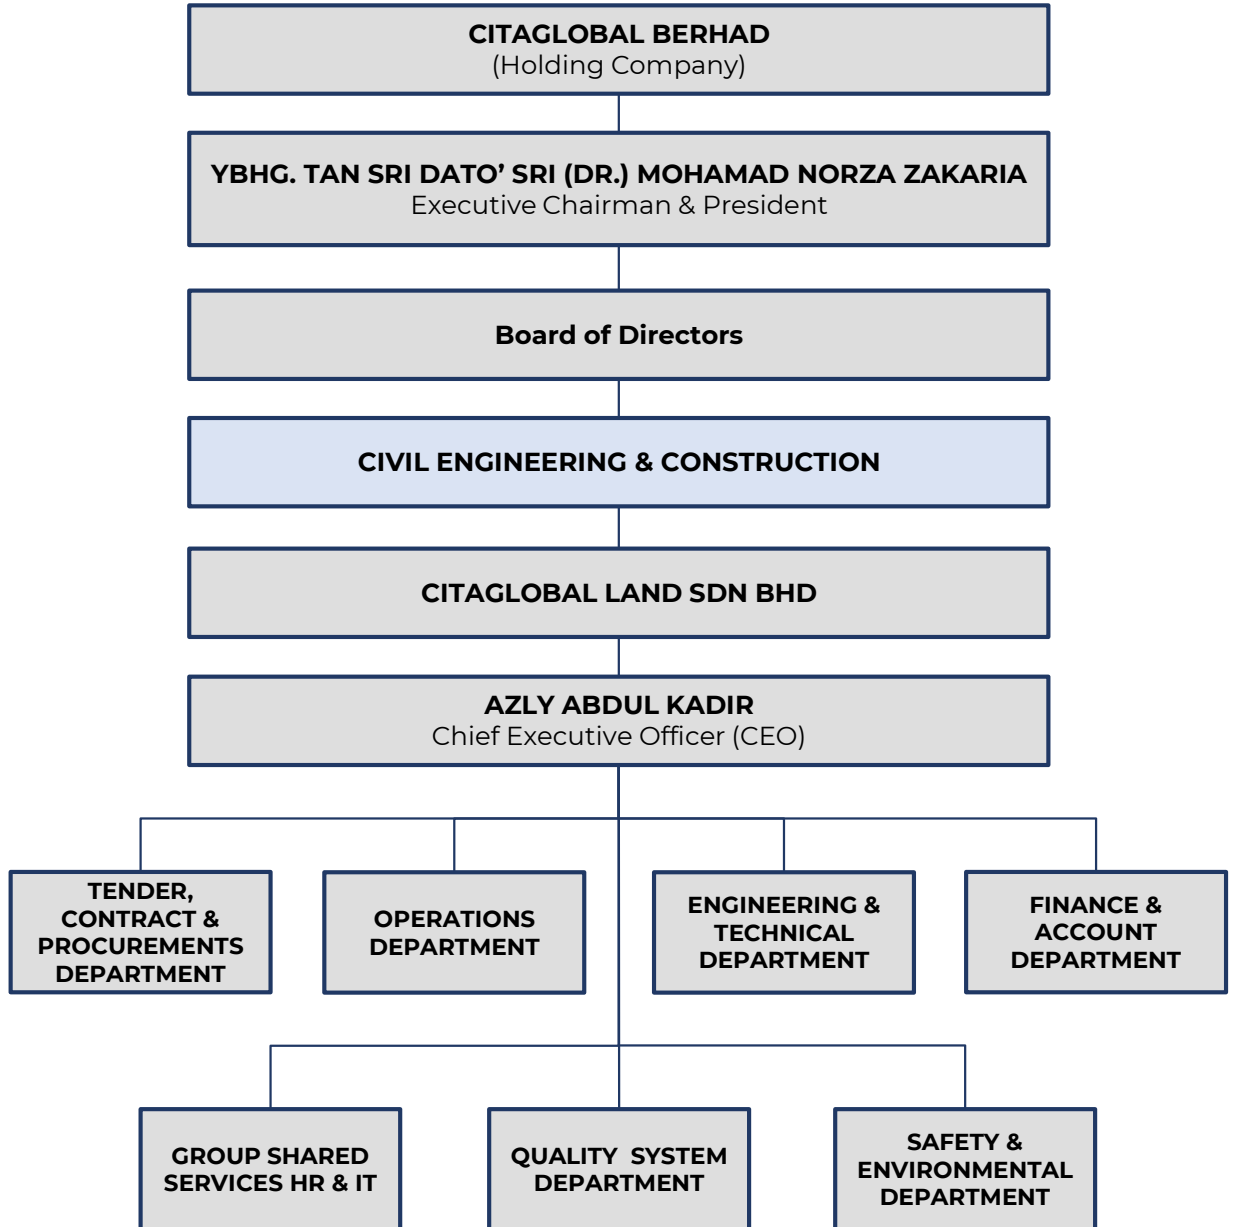 CITAGLOBAL BERHAD
(Holding Company)
YBHG. TAN SRI DATO’ SRI (DR.) MOHAMAD NORZA ZAKARIA
Executive Chairman & President
Board of Directors
CIVIL ENGINEERING & CONSTRUCTION
CITAGLOBAL LAND SDN BHD
AZLY ABDUL KADIR
Chief Executive Officer (CEO)
TENDER,
CONTRACT &
PROCUREMENTS
DEPARTMENT
OPERATIONS
DEPARTMENT
ENGINEERING &
TECHNICAL
DEPARTMENT
FINANCE &
ACCOUNT
DEPARTMENT
GROUP SHARED
SERVICES HR & IT
QUALITY SYSTEM
DEPARTMENT
SAFETY &
ENVIRONMENTAL
DEPARTMENT